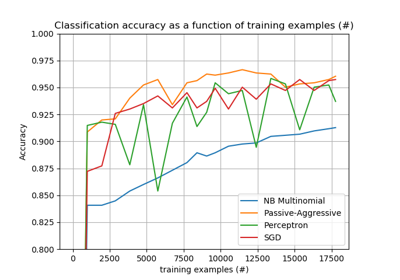 Classification accuracy as a function of training examples (#)
1.000
0.975
0.950
0.925
0.900
0.875
0.850
0.825
0.800
Accuracy
0 2500 5000 7500 10000 12500 15000 17500
training examples (#)
NB Multinomial
Passive-Aggressive
Perceptron
SGD